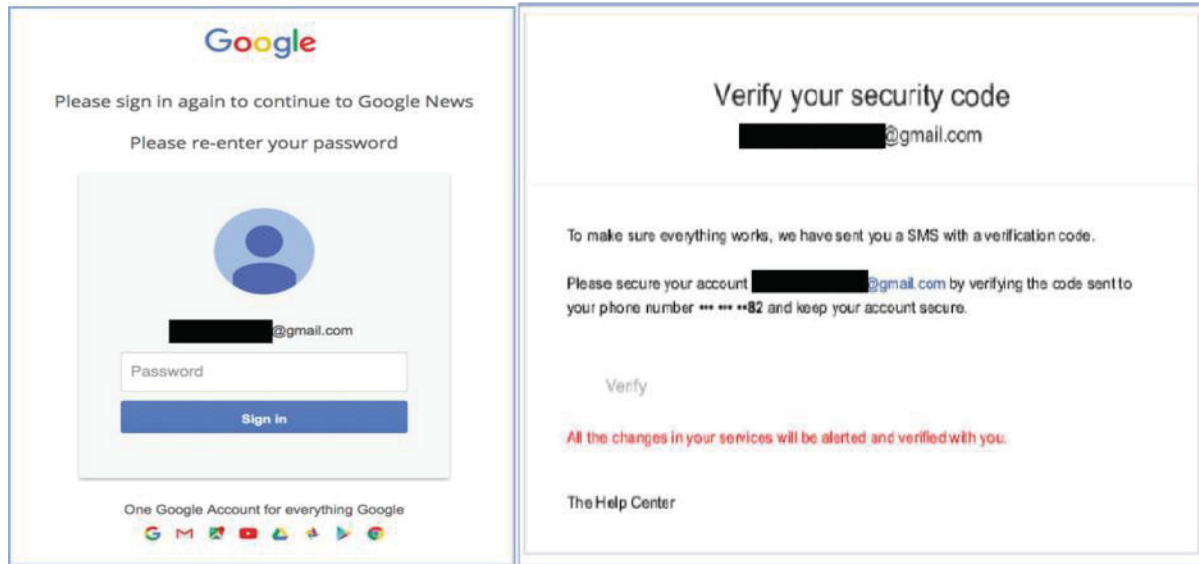 Google
Please sign in again to continue to Google News
Please re-enter your password
@gmail.com
Password
Sign in
One Google Account for everything Google
Verify your security code
@gmail.com
To make sure everything works, we have sent you a SMS with a verification code.
Please secure your account @gmail.com by verifying the code sent to
your phone number ••• ••• ••82 and keep your account secure.
Verify
All the changes in your services will be alerted and verified with you.
The Help Center